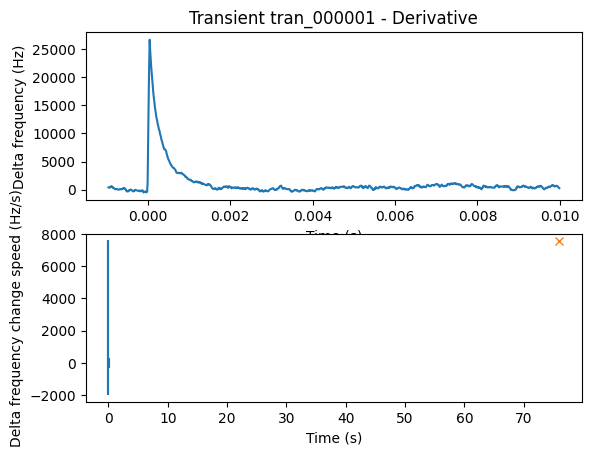 Transient tran_000001 - Derivative
Delta frequency (Hz)
25000
20000
15000
10000
5000
0
0.000 0.002 0.004 0.006 0.008 0.010
Time (s)
Delta frequency change speed (Hz/s)
8000
6000
4000
2000
0
−2000
0 10 20 30 40 50 60 70
Time (s)